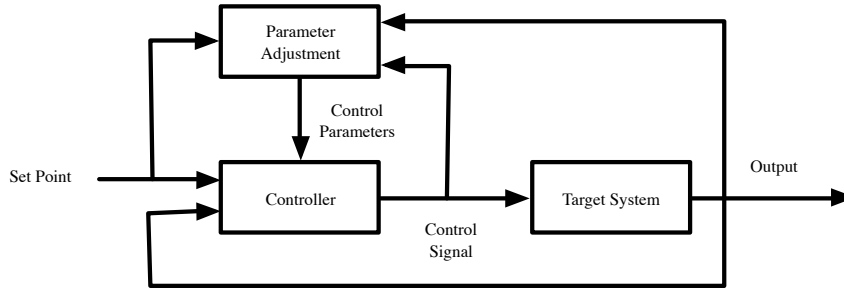 Parameter
Adjustment
Control
Parameters
Set Point
Controller
Control
Signal
Target System
Output